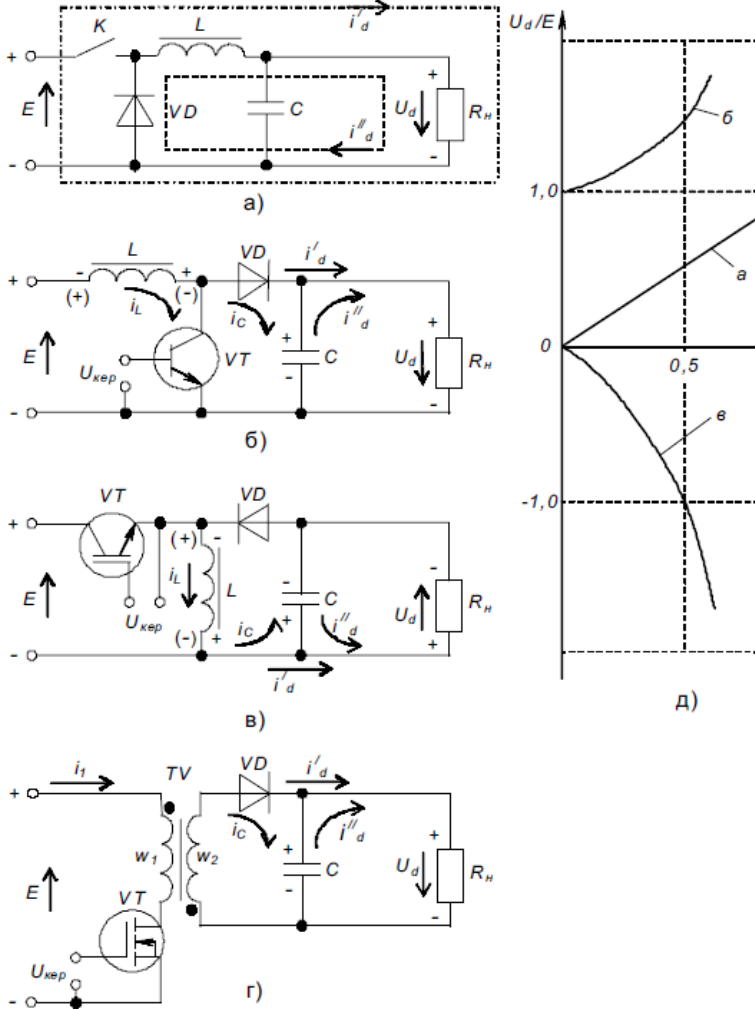 K L i'd
+ E VD C i''d Ud + Rн
- -
а)
L VD i'd
+ - + iC i''d
(+) (-)
iL +
E VT + C Ud Rн
Uкер - -
-
б)
VT VD
+ (+) - - -
E iL L C Ud Rн
Uкер iC + i''d
(-) + +
- i'd
в)
i1 TV VD i'd
+ iC i''d
w1 w2 + C + Ud Rн
E VT - -
Uкер
-
г)
Ud/E
б
1,0
а
0
0,5
в
-1,0
д)